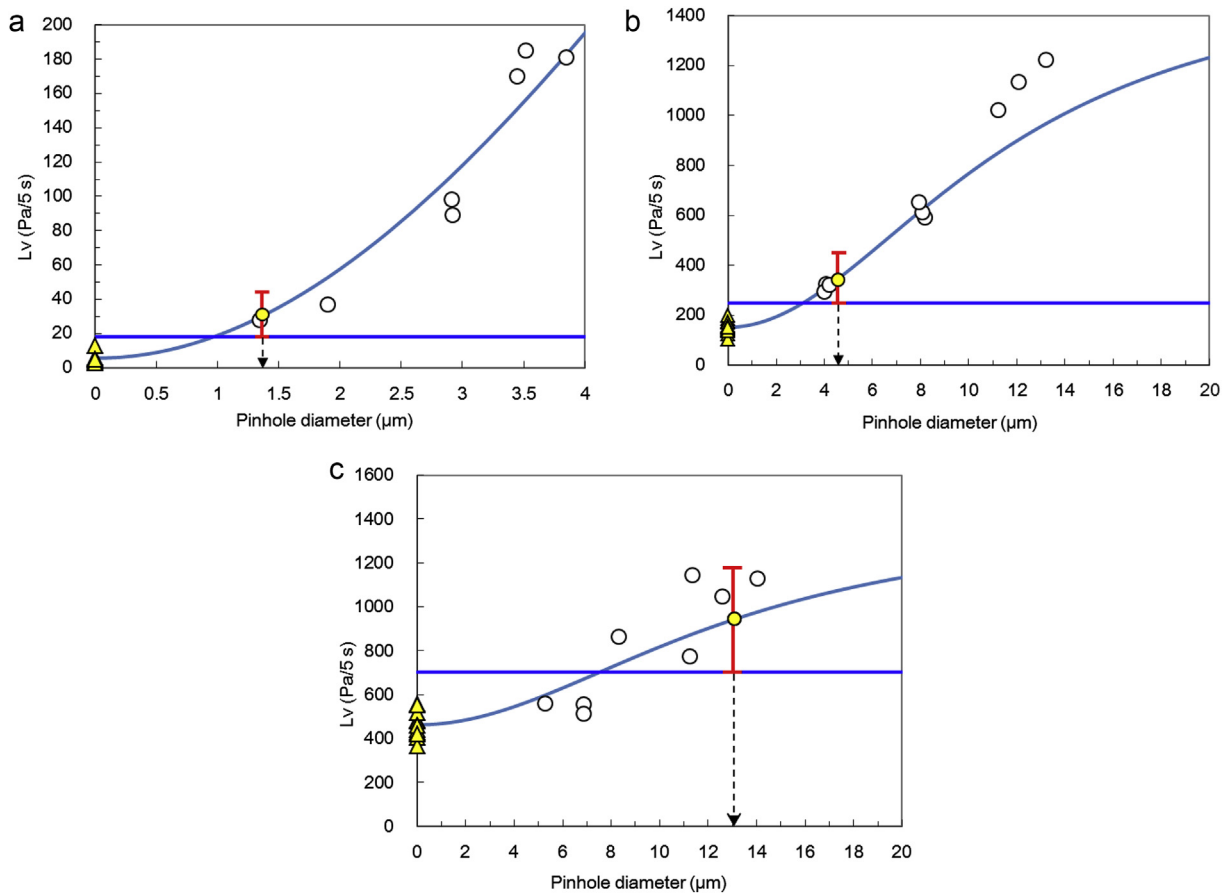 a
200
180
160
140
120
100
80
60
40
20
0
Lv (Pa/5 s)
0 0.5 1 1.5 2 2.5 3 3.5 4
Pinhole diameter (µm)
b
1400
1200
1000
800
600
400
200
0
Lv (Pa/5 s)
0 2 4 6 8 10 12 14 16 18 20
Pinhole diameter (µm)
c
1600
1400
1200
1000
800
600
400
200
0
Lv (Pa/5 s)
0 2 4 6 8 10 12 14 16 18 20
Pinhole diameter (µm)